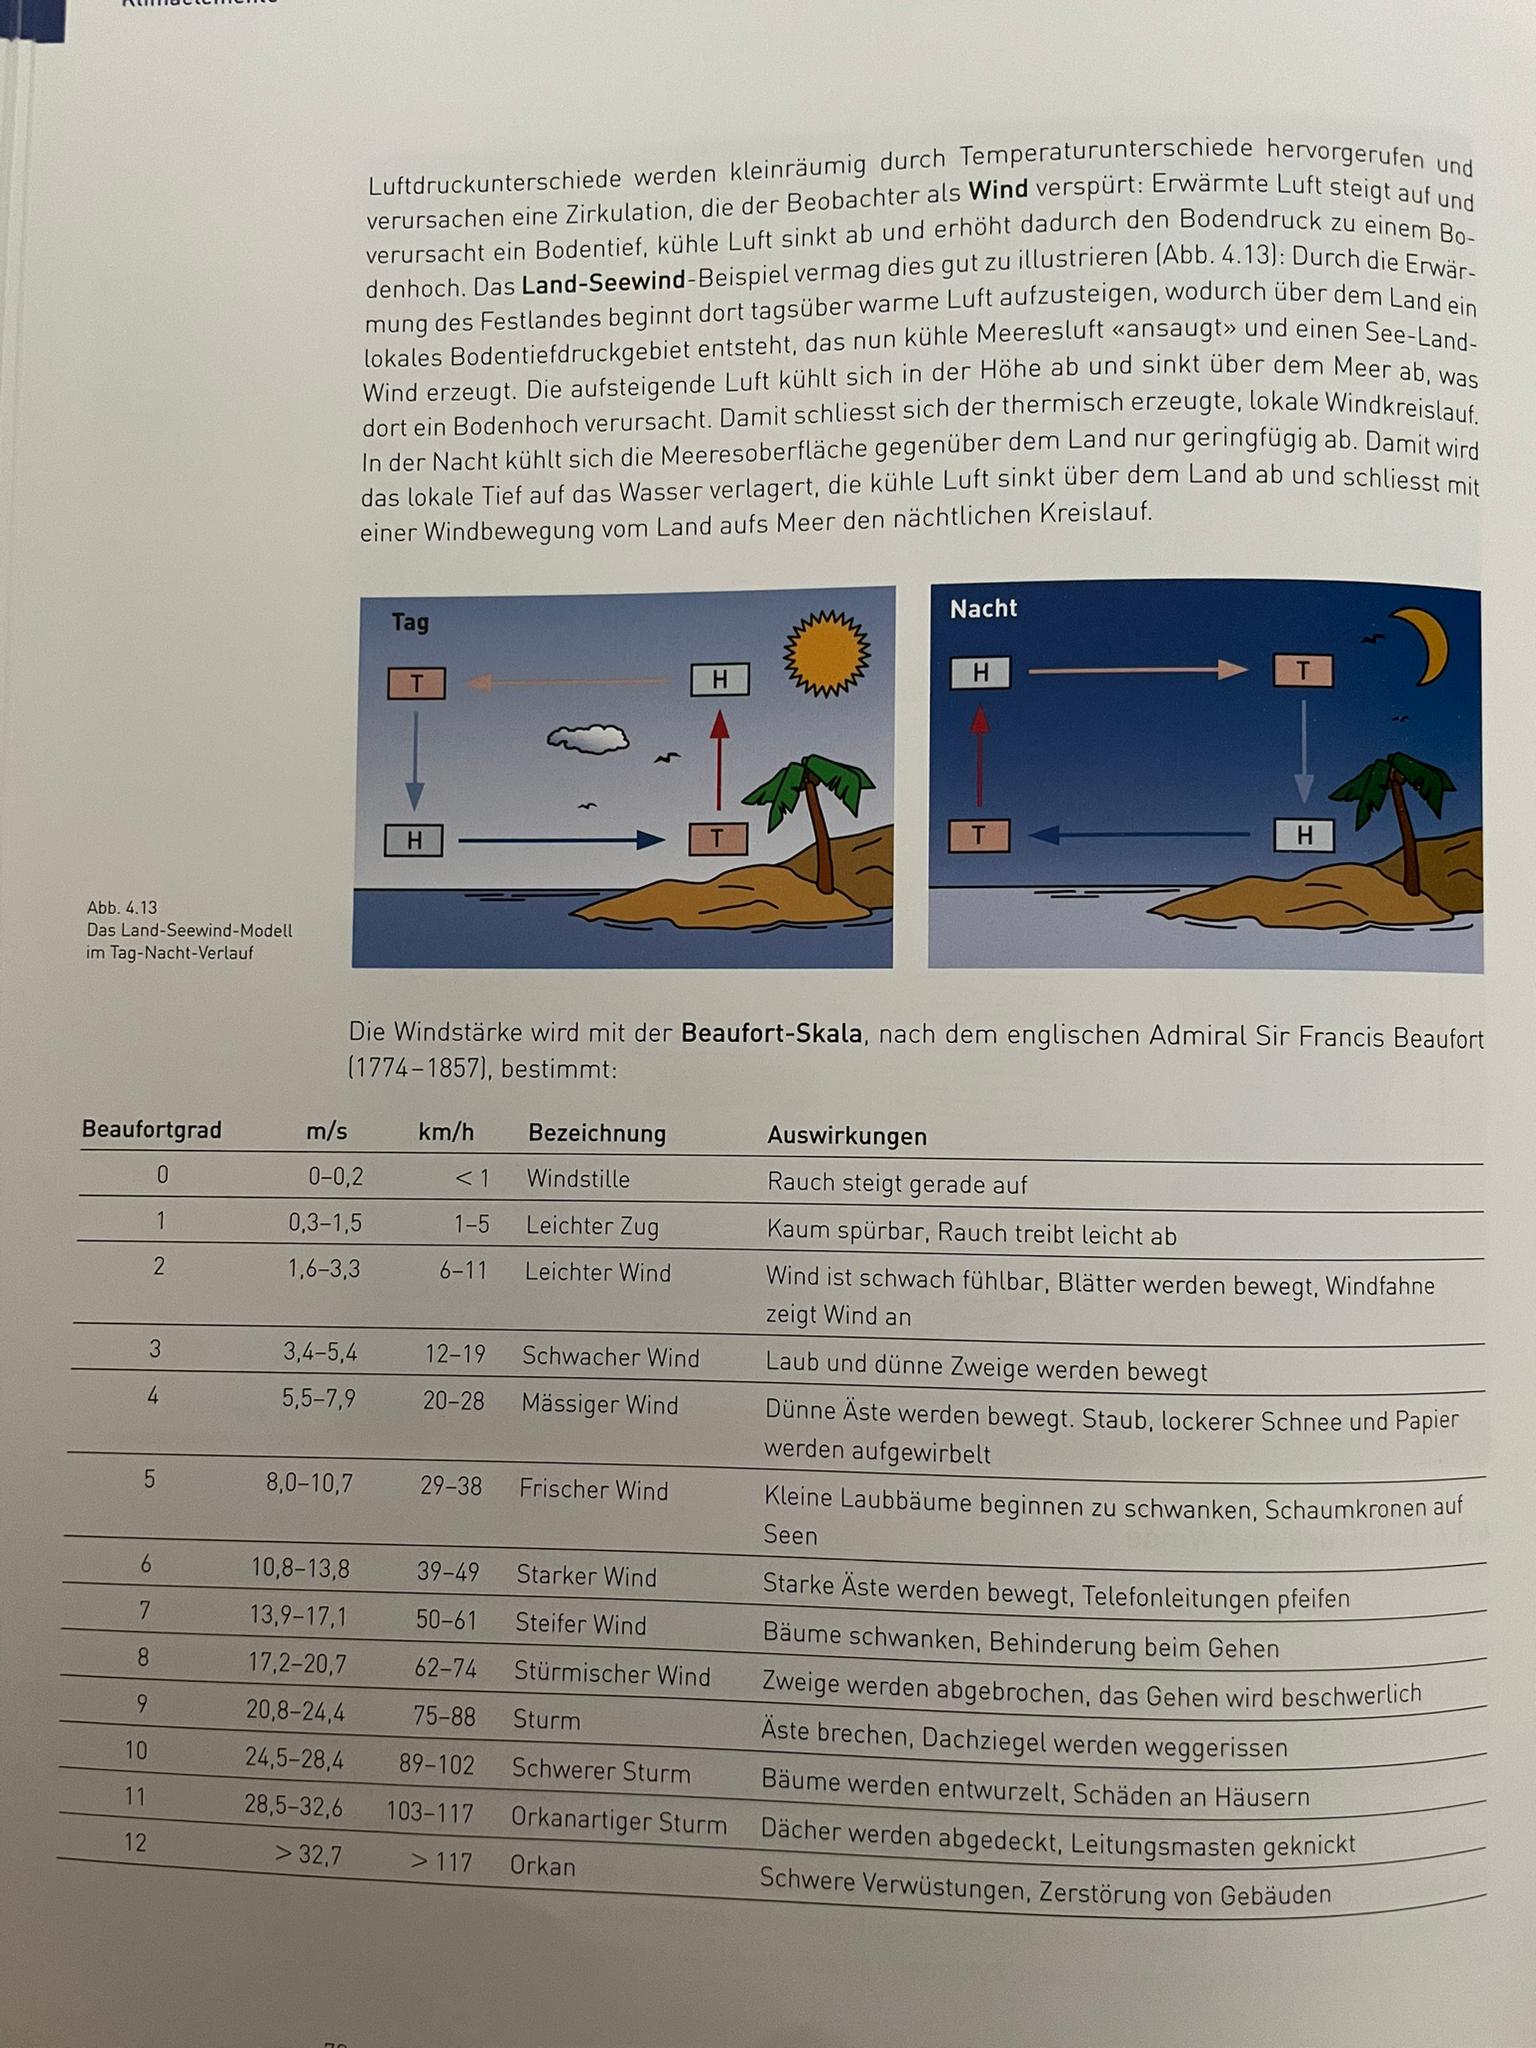 Klimaelemente
Luftdruckunterschiede werden kleinräumig durch Temperaturunterschiede hervorgerufen und
verursachen eine Zirkulation, die der Beobachter als Wind verspürt: Erwärmte Luft steigt auf und
verursacht ein Bodentief, kühle Luft sinkt ab und erhöht dadurch den Bodendruck zu einem Bo-
denhoch. Das Land-Seewind-Beispiel vermag dies gut zu illustrieren (Abb. 4.13): Durch die Erwär-
mung des Festlandes beginnt dort tagsüber warme Luft aufzusteigen, wodurch über dem Land ein
lokales Bodentiefdruckgebiet entsteht, das nun kühle Meeresluft «ansaugt» und einen See-Land-
Wind erzeugt. Die aufsteigende Luft kühlt sich in der Höhe ab und sinkt über dem Meer ab, was
dort ein Bodenhoch verursacht. Damit schliesst sich der thermisch erzeugte, lokale Windkreislauf.
In der Nacht kühlt sich die Meeresoberfläche gegenüber dem Land nur geringfügig ab. Damit wird
das lokale Tief auf das Wasser verlagert, die kühle Luft sinkt über dem Land ab und schliesst mit
einer Windbewegung vom Land aufs Meer den nächtlichen Kreislauf.
Tag
T H
H T
Nacht
H T
T H
Abb. 4.13
Das Land-Seewind-Modell
im Tag-Nacht-Verlauf
Die Windstärke wird mit der Beaufort-Skala, nach dem englischen Admiral Sir Francis Beaufort
(1774–1857), bestimmt:
Beaufortgrad m/s km/h Bezeichnung Auswirkungen
0 0–0,2 < 1 Windstille Rauch steigt gerade auf
1 0,3–1,5 1–5 Leichter Zug Kaum spürbar, Rauch treibt leicht ab
2 1,6–3,3 6–11 Leichter Wind Wind ist schwach fühlbar, Blätter werden bewegt, Windfahne
zeigt Wind an
3 3,4–5,4 12–19 Schwacher Wind Laub und dünne Zweige werden bewegt
4 5,5–7,9 20–28 Mässiger Wind Dünne Äste werden bewegt. Staub, lockerer Schnee und Papier
werden aufgewirbelt
5 8,0–10,7 29–38 Frischer Wind Kleine Laubbäume beginnen zu schwanken, Schaumkronen auf
Seen
6 10,8–13,8 39–49 Starker Wind Starke Äste werden bewegt, Telefonleitungen pfeifen
7 13,9–17,1 50–61 Steifer Wind Bäume schwanken, Behinderung beim Gehen
8 17,2–20,7 62–74 Stürmischer Wind Zweige werden abgebrochen, das Gehen wird beschwerlich
9 20,8–24,4 75–88 Sturm Äste brechen, Dachziegel werden weggerissen
10 24,5–28,4 89–102 Schwerer Sturm Bäume werden entwurzelt, Schäden an Häusern
11 28,5–32,6 103–117 Orkanartiger Sturm Dächer werden abgedeckt, Leitungsmasten geknickt
12 > 32,7 > 117 Orkan Schwere Verwüstungen, Zerstörung von Gebäuden